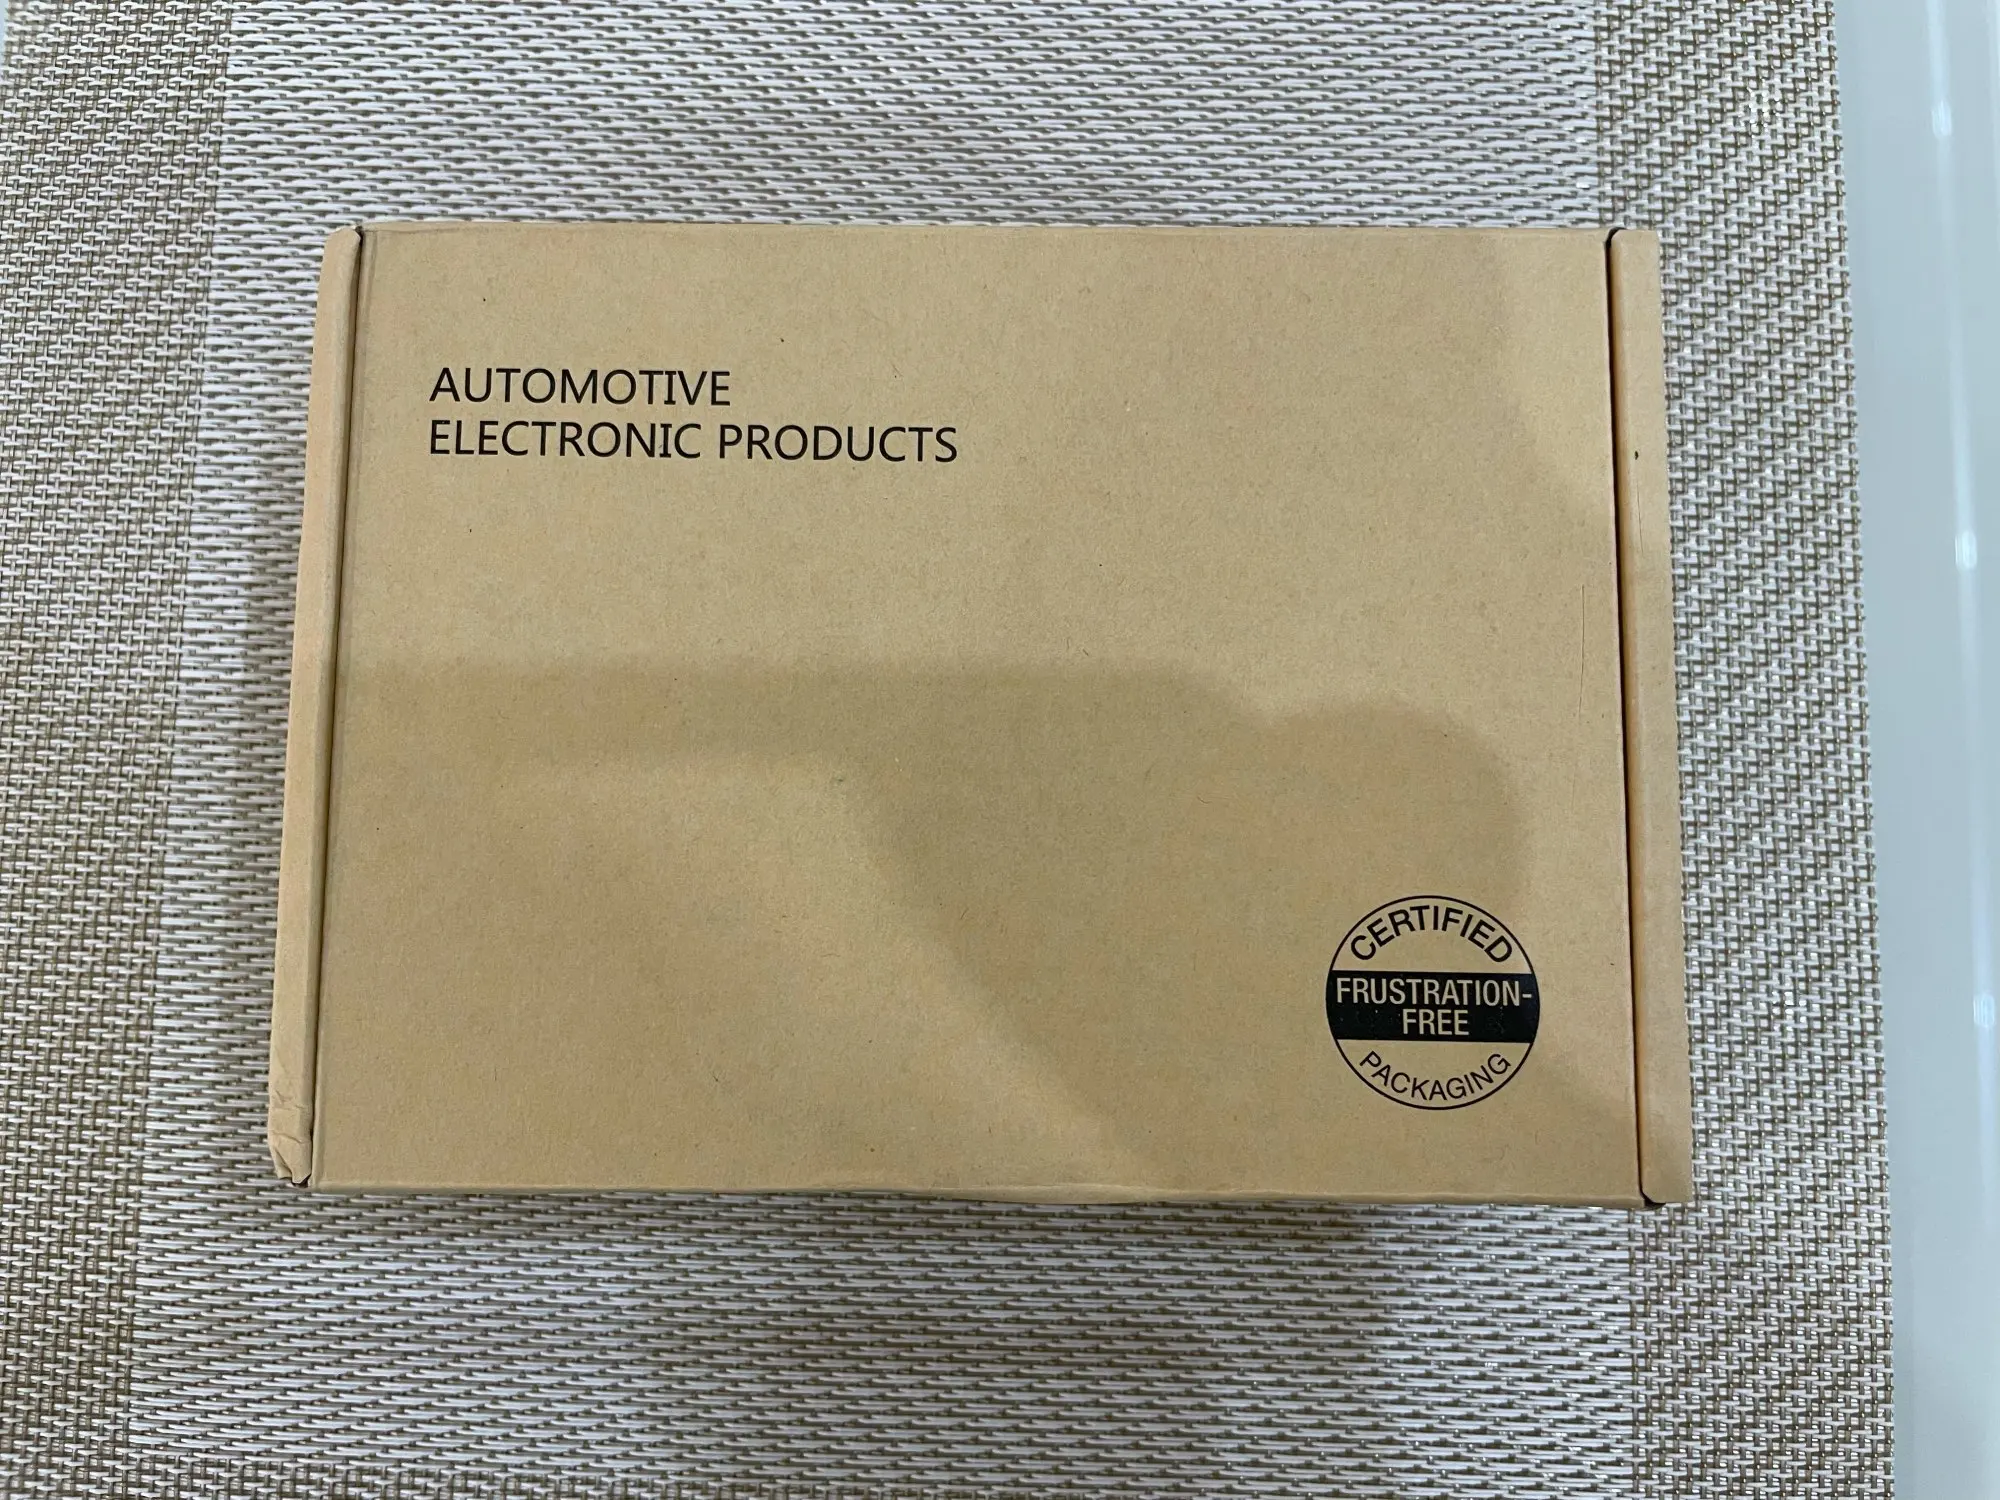 AUTOMOTIVE
ELECTRONIC PRODUCTS
CERTIFIED
FRUSTRATION-
FREE
PACKAGING